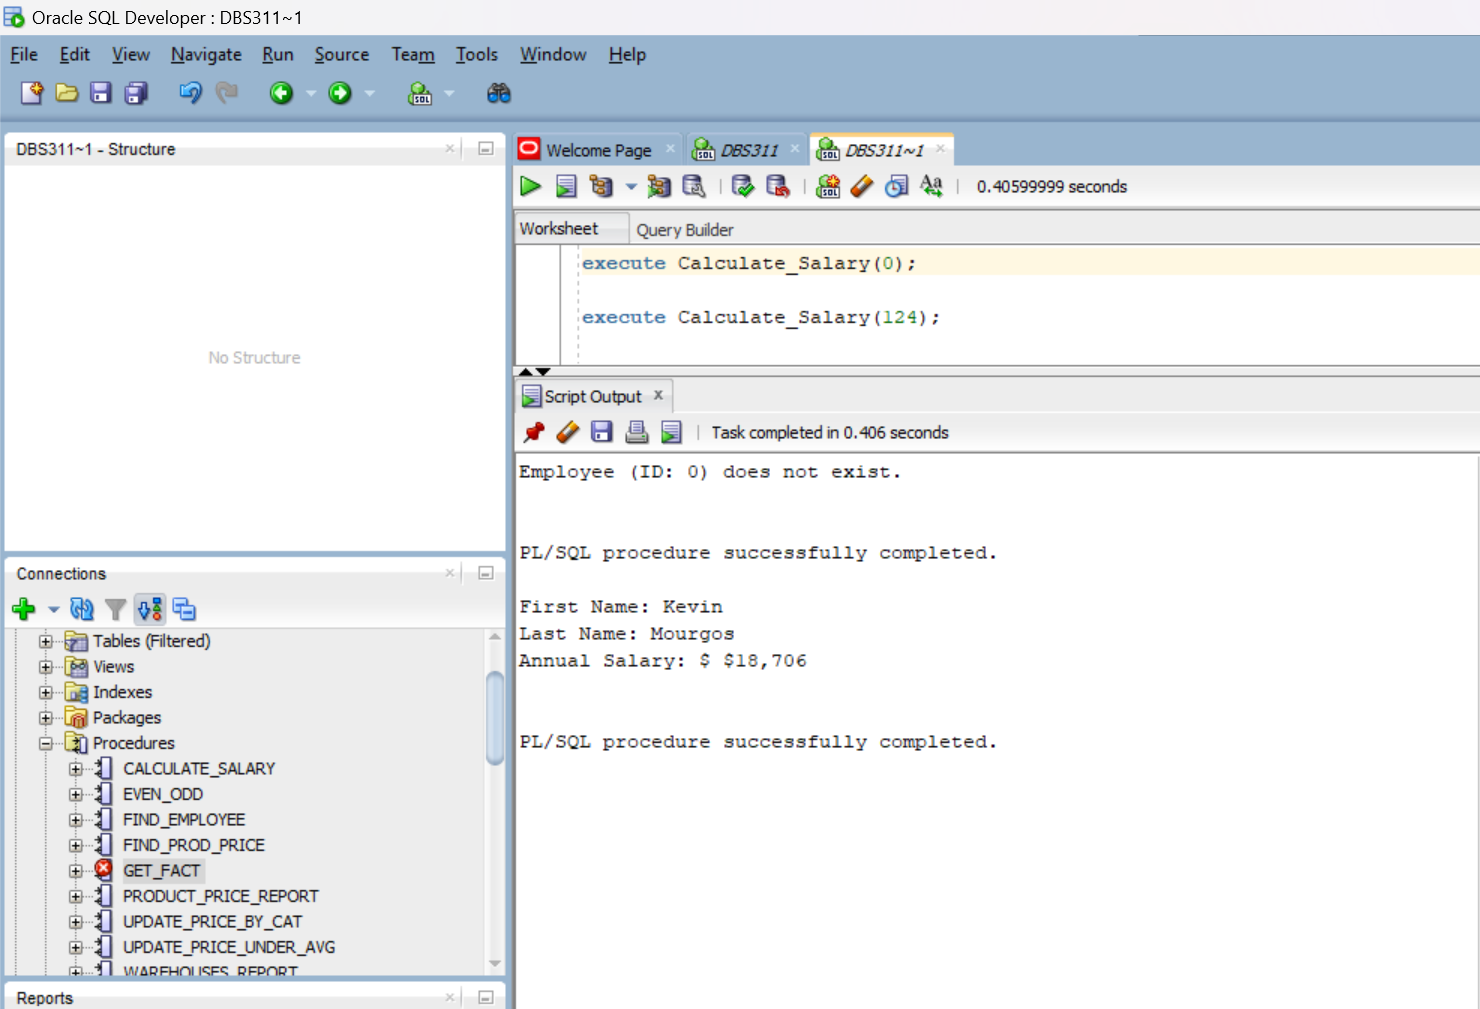 Oracle SQL Developer : DBS311~1
File Edit View Navigate Run Source Team Tools Window Help
DBS311~1 - Structure
No Structure
Connections
Tables (Filtered)
Views
Indexes
Packages
Procedures
CALCULATE_SALARY
EVEN_ODD
FIND_EMPLOYEE
FIND_PROD_PRICE
GET_FACT
PRODUCT_PRICE_REPORT
UPDATE_PRICE_BY_CAT
UPDATE_PRICE_UNDER_AVG
WAREHOUSES_REPORT
Reports
Welcome Page DBS311 DBS311~1
0.40599999 seconds
Worksheet Query Builder
execute Calculate_Salary(0);
execute Calculate_Salary(124);
Script Output
Task completed in 0.406 seconds
Employee (ID: 0) does not exist.
PL/SQL procedure successfully completed.
First Name: Kevin
Last Name: Mourgos
Annual Salary: $ $18,706
PL/SQL procedure successfully completed.